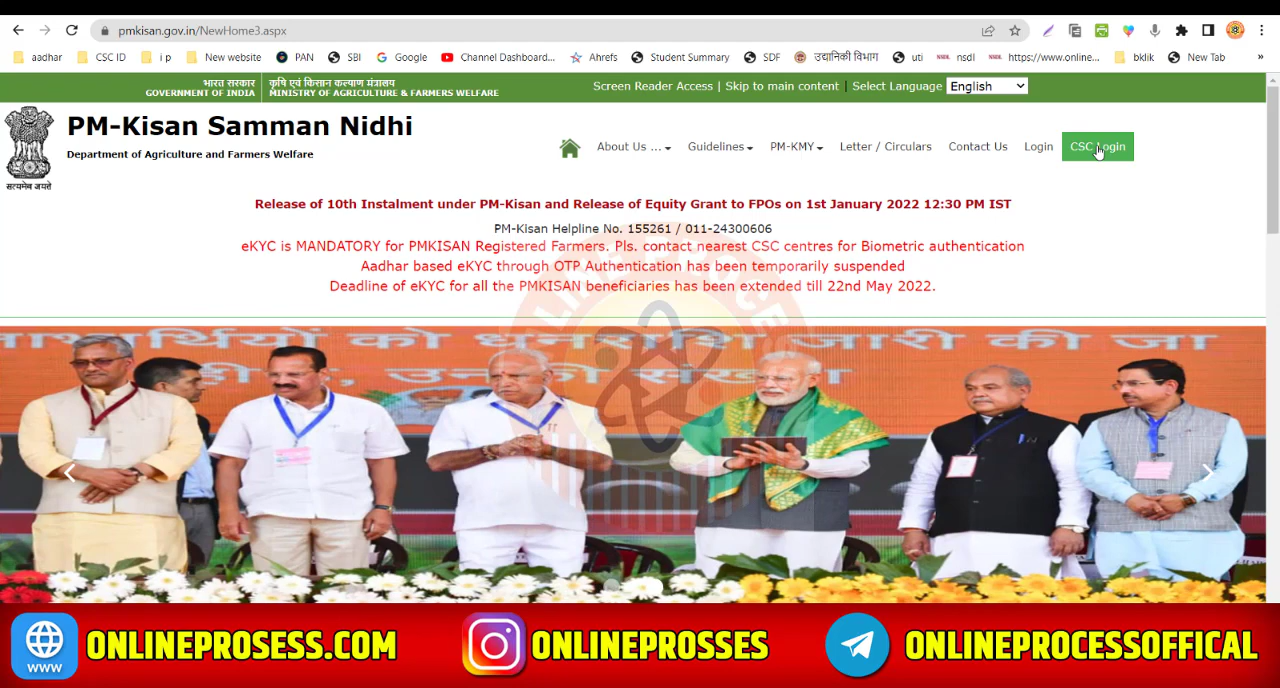 pmkisan.gov.in/NewHome3.aspx
aadhar CSC ID i p NewWebsite PAN SBI Google Channel Dashboard... Ahrefs Student Summary SDF उद्यानिकी विभाग uti nsdl https://www.online... bklik New Tab »
भारत सरकार
GOVERNMENT OF INDIA
कृषि एवं किसान कल्याण मंत्रालय
MINISTRY OF AGRICULTURE & FARMERS WELFARE
Screen Reader Access | Skip to main content | Select Language English
PM-Kisan Samman Nidhi
Department of Agriculture and Farmers Welfare
सत्यमेव जयते
About Us ... Guidelines PM-KMY Letter / Circulars Contact Us Login CSC Login
Release of 10th Instalment under PM-Kisan and Release of Equity Grant to FPOs on 1st January 2022 12:30 PM IST
PM-Kisan Helpline No. 155261 / 011-24300606
eKYC is MANDATORY for PMKISAN Registered Farmers. Pls. contact nearest CSC centres for Biometric authentication
Aadhar based eKYC through OTP Authentication has been temporarily suspended
Deadline of eKYC for all the PMKISAN beneficiaries has been extended till 22nd May 2022.
को धनराशि जारी की जा
उनकी संख्या
www
ONLINEPROSESS.COM
ONLINEPROSSES
ONLINEPROCESSOFFICAL